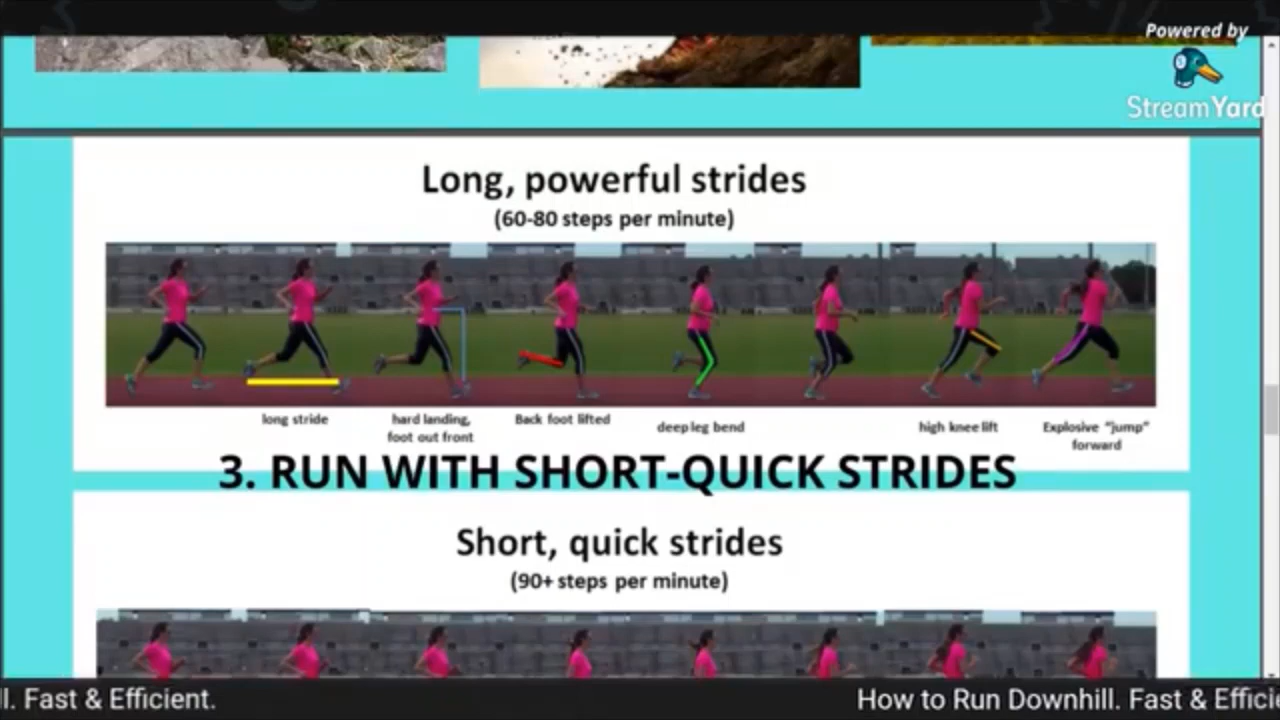 Powered by
StreamYard
Long, powerful strides
(60-80 steps per minute)
long stride
hard landing,
foot out front
Back foot lifted
deep leg bend
high knee lift
Explosive “jump”
forward
3. RUN WITH SHORT-QUICK STRIDES
Short, quick strides
(90+ steps per minute)
ll. Fast & Efficient.
How to Run Downhill. Fast & Effici